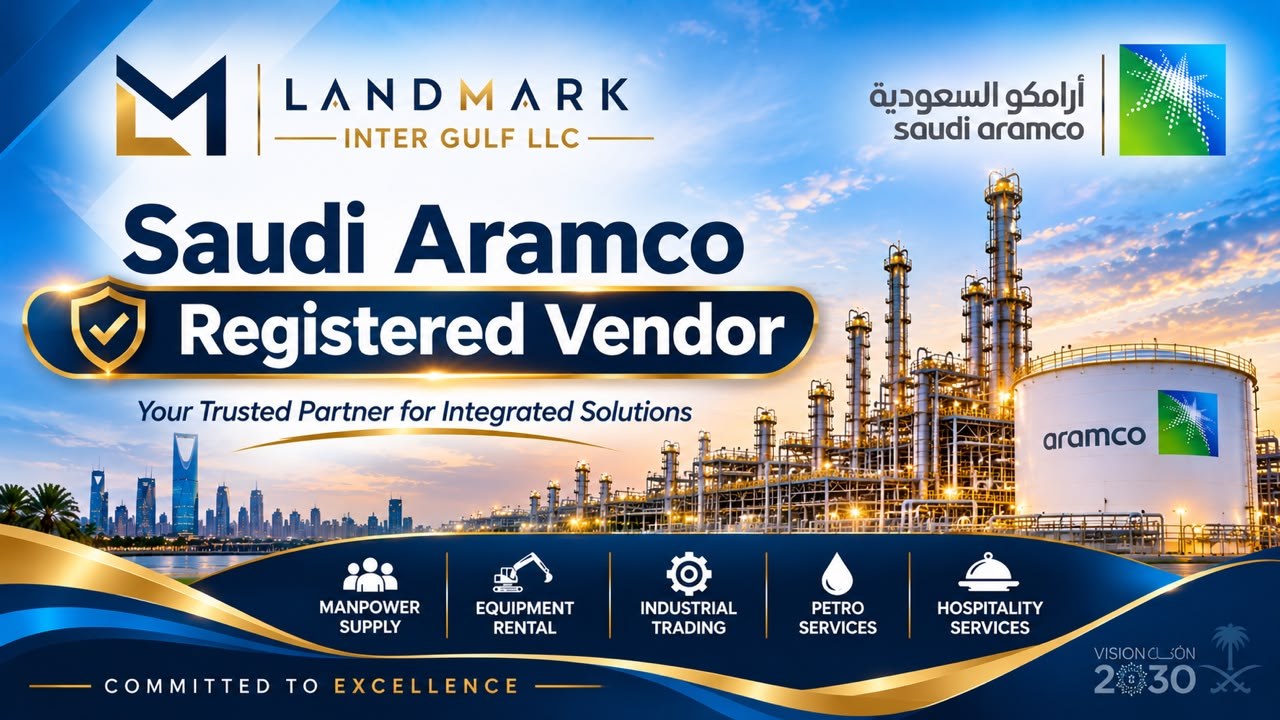 LANDMARK
INTER GULF LLC
أرامكو السعودية
saudi aramco
Saudi Aramco
Registered Vendor
Your Trusted Partner for Integrated Solutions
aramco
MANPOWER
SUPPLY
EQUIPMENT
RENTAL
INDUSTRIAL
TRADING
PETRO
SERVICES
HOSPITALITY
SERVICES
COMMITTED TO EXCELLENCE
VISION
2030